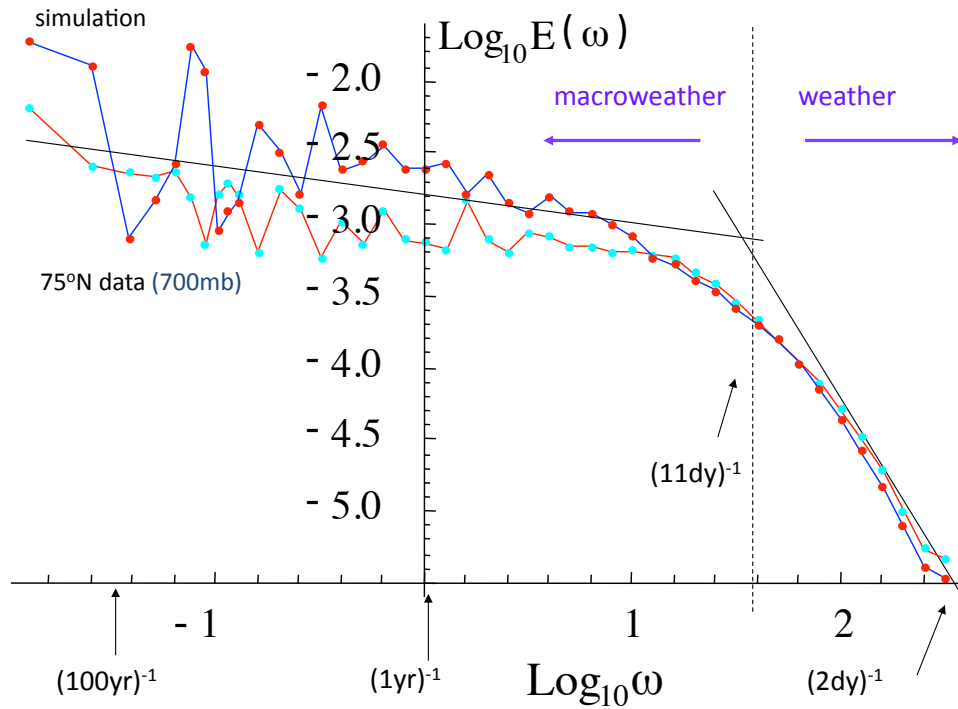 simulation
Log₁₀E(ω)
- 2.0
macroweather
weather
- 2.5
- 3.0
75°N data (700mb)
- 3.5
- 4.0
- 4.5
(11dy)⁻¹
- 5.0
- 1
1
2
(100yr)⁻¹
(1yr)⁻¹
Log₁₀ω
(2dy)⁻¹